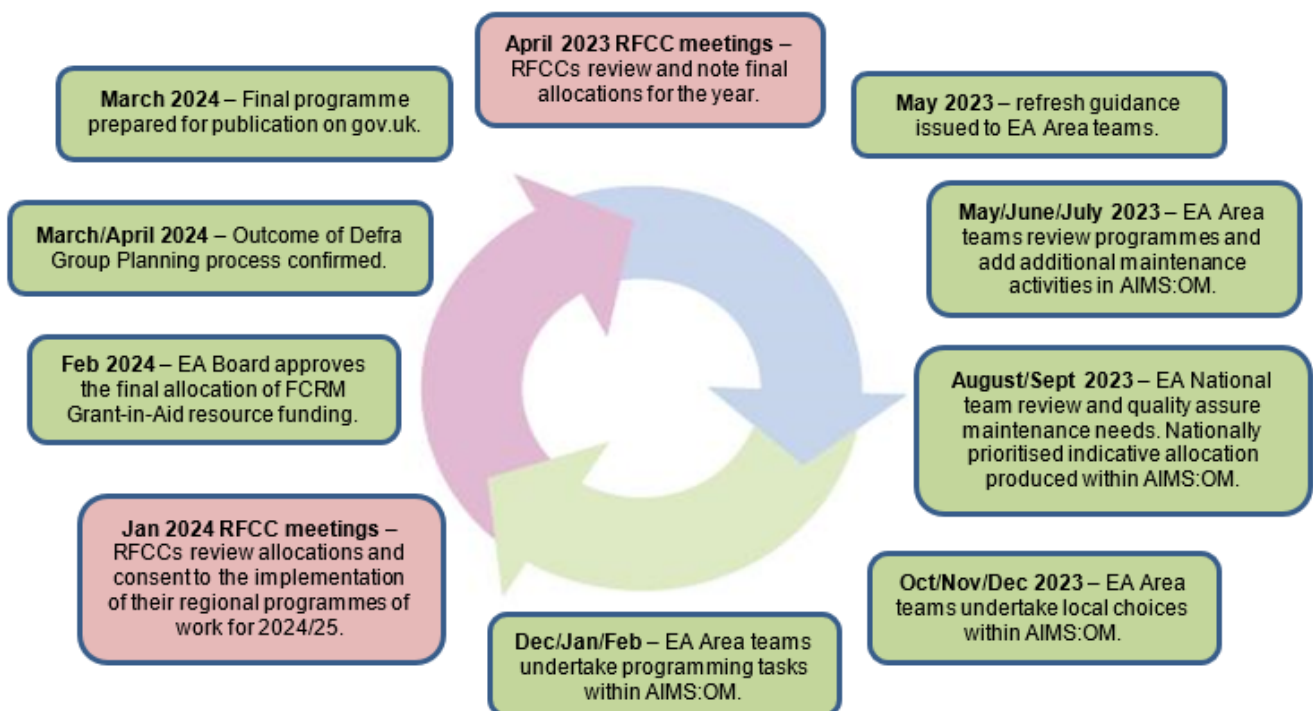 April 2023 RFCC meetings –
RFCCs review and note final
allocations for the year.
May 2023 – refresh guidance
issued to EA Area teams.
May/June/July 2023 – EA Area
teams review programmes and
add additional maintenance
activities in AIMS:OM.
August/Sept 2023 – EA National
team review and quality assure
maintenance needs. Nationally
prioritised indicative allocation
produced within AIMS:OM.
Oct/Nov/Dec 2023 – EA Area
teams undertake local choices
within AIMS:OM.
Dec/Jan/Feb – EA Area teams
undertake programming tasks
within AIMS:OM.
Jan 2024 RFCC meetings –
RFCCs review allocations and
consent to the implementation
of their regional programmes of
work for 2024/25.
Feb 2024 – EA Board approves
the final allocation of FCRM
Grant-in-Aid resource funding.
March/April 2024 – Outcome of Defra
Group Planning process confirmed.
March 2024 – Final programme
prepared for publication on gov.uk.